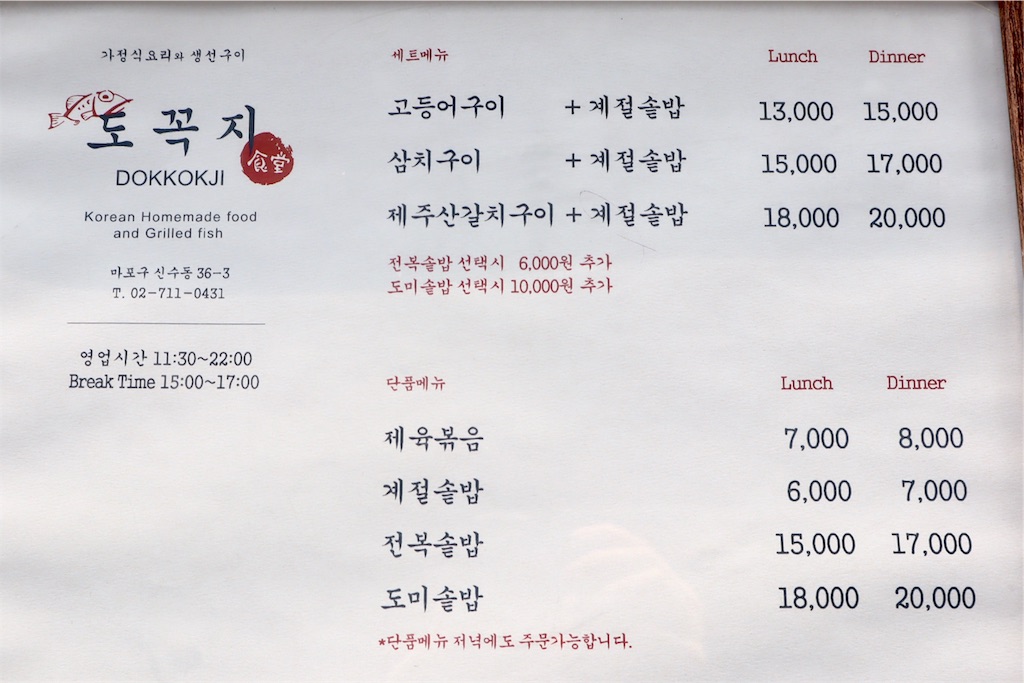 가정식요리와 생선구이
도꼭지
食堂
DOKKOKJI
Korean Homemade food
and Grilled fish
마포구 신수동 36-3
T. 02-711-0431
영업시간 11:30~22:00
Break Time 15:00~17:00
세트메뉴 Lunch Dinner
고등어구이 + 계절솥밥 13,000 15,000
삼치구이 + 계절솥밥 15,000 17,000
제주산갈치구이 + 계절솥밥 18,000 20,000
전복솥밥 선택시 6,000원 추가
도미솥밥 선택시 10,000원 추가
단품메뉴 Lunch Dinner
제육볶음 7,000 8,000
계절솥밥 6,000 7,000
전복솥밥 15,000 17,000
도미솥밥 18,000 20,000
*단품메뉴 저녁에도 주문가능합니다.